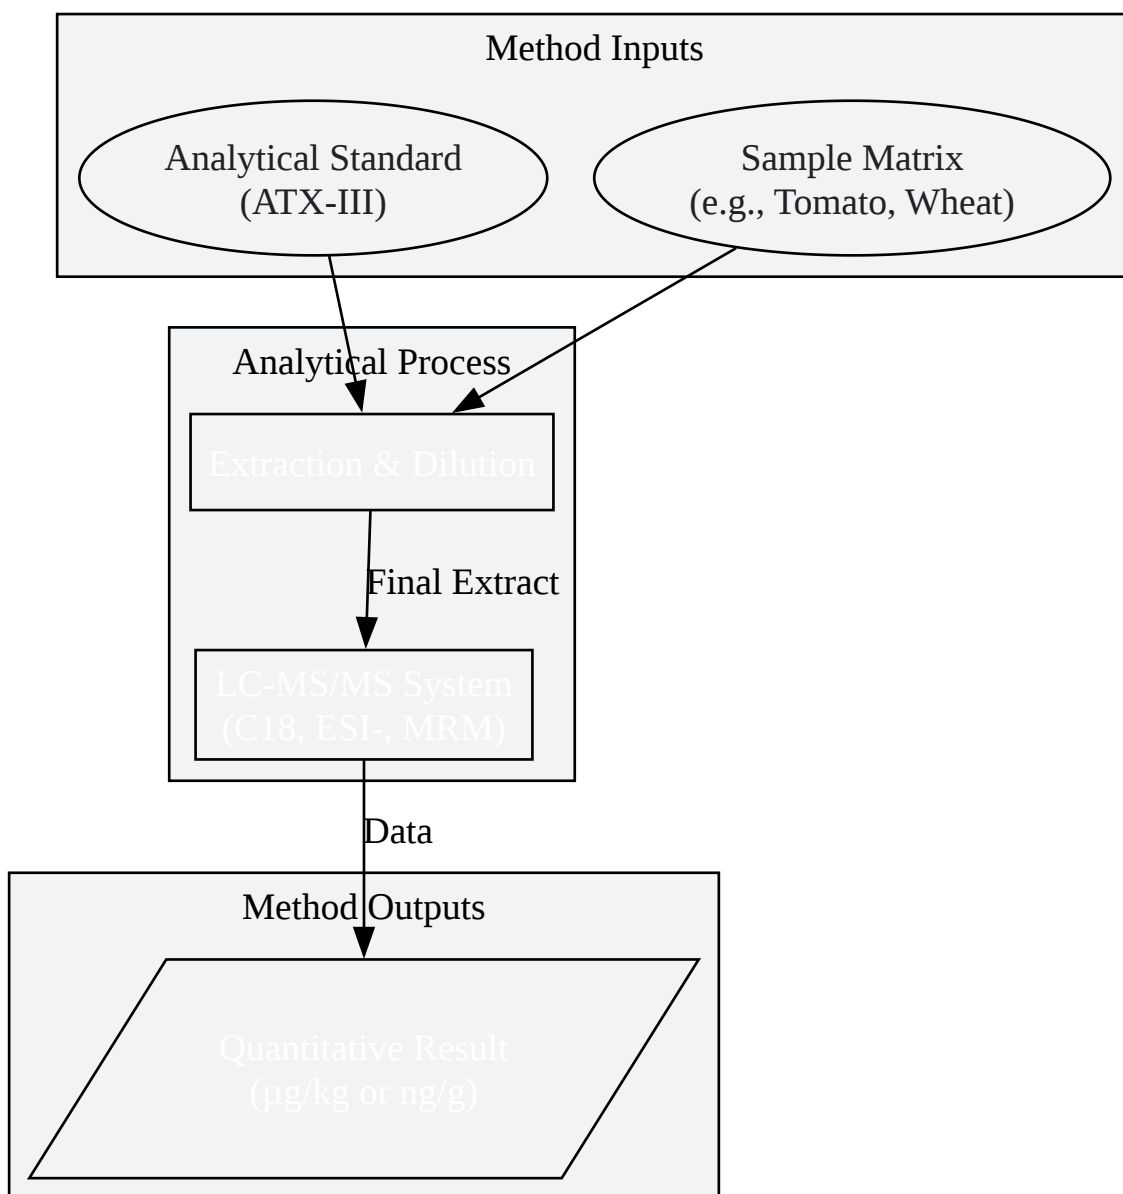 Method Inputs
Analytical Standard
(ATX-III)
Sample Matrix
(e.g., Tomato, Wheat)
Analytical Process
Extraction & Dilution
Final Extract
LC-MS/MS System
(C18, ESI-, MRM)
Data
Method Outputs
Quantitative Result
(µg/kg or ng/g)